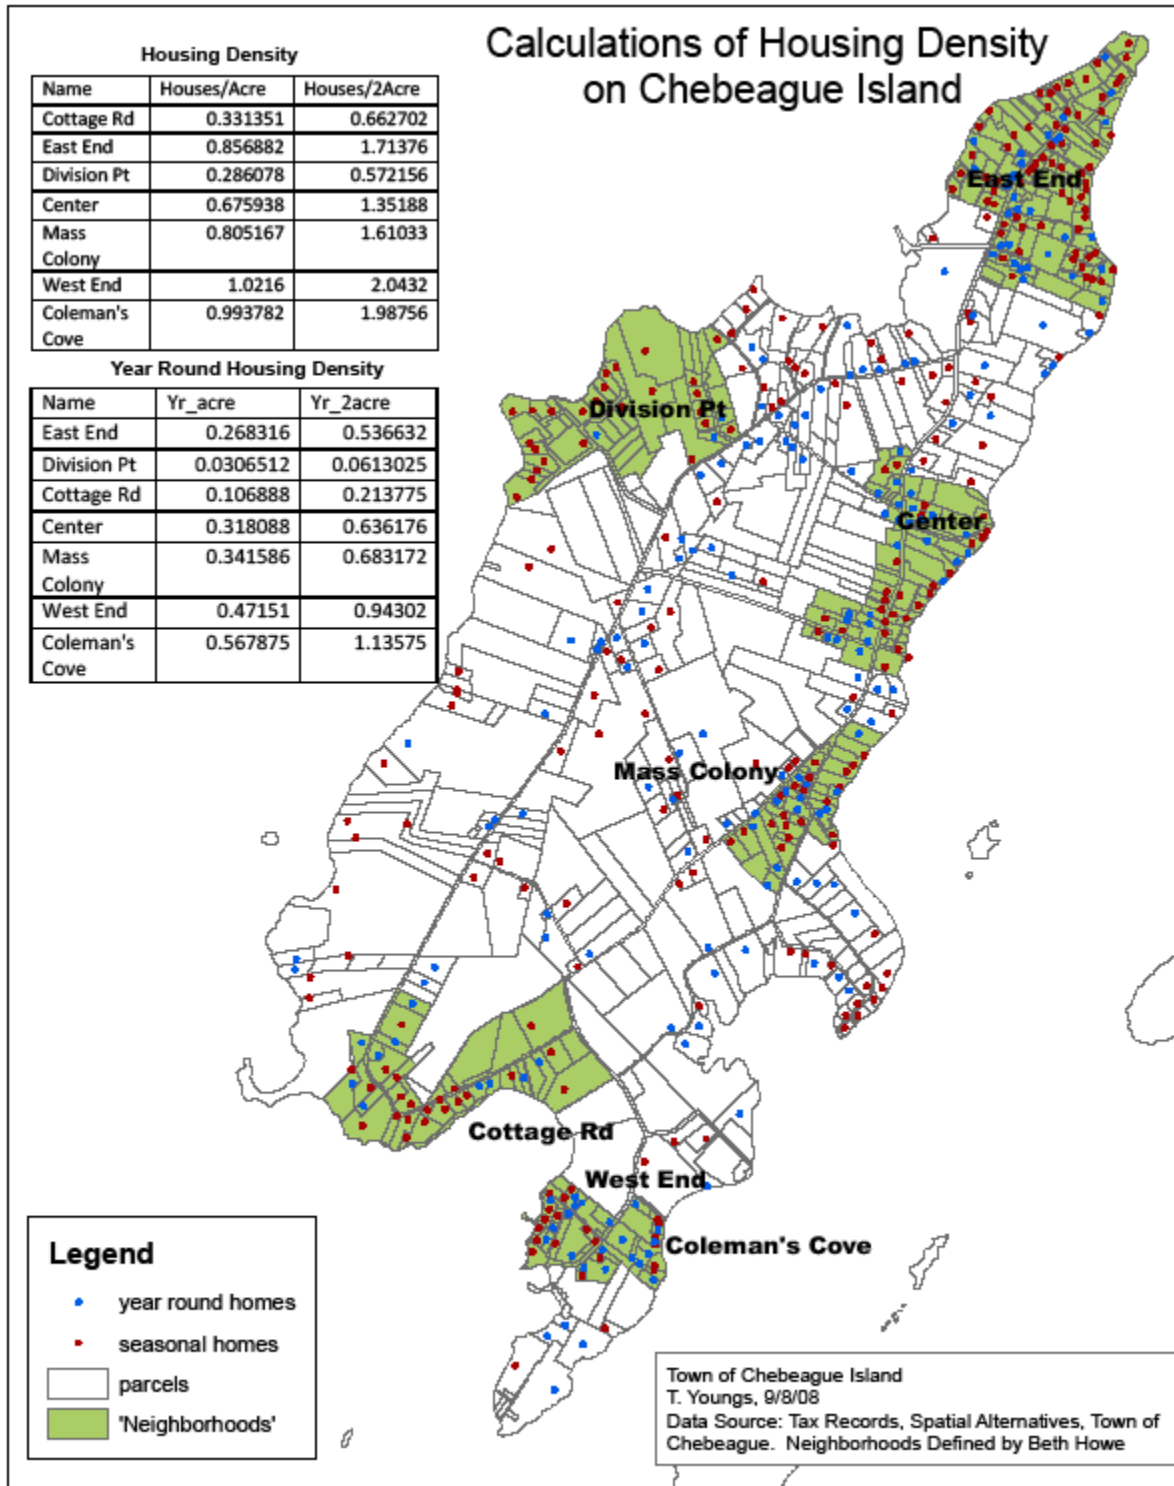 Calculations of Housing Density
on Chebeague Island
Housing Density
Name Houses/Acre Houses/2Acre
Cottage Rd 0.331351 0.662702
East End 0.856882 1.71376
Division Pt 0.286078 0.572156
Center 0.675938 1.35188
Mass 0.805167 1.61033
Colony
West End 1.0216 2.0432
Coleman's 0.993782 1.98756
Cove
Year Round Housing Density
Name Yr_acre Yr_2acre
East End 0.268316 0.536632
Division Pt 0.0306512 0.0613025
Cottage Rd 0.106888 0.213775
Center 0.318088 0.636176
Mass 0.341586 0.683172
Colony
West End 0.47151 0.94302
Coleman's 0.567875 1.13575
Cove
East End
Division Pt
Center
Mass Colony
Cottage Rd
West End
Coleman's Cove
Legend
year round homes
seasonal homes
parcels
'Neighborhoods'
Town of Chebeague Island
T. Youngs, 9/8/08
Data Source: Tax Records, Spatial Alternatives, Town of
Chebeague. Neighborhoods Defined by Beth Howe